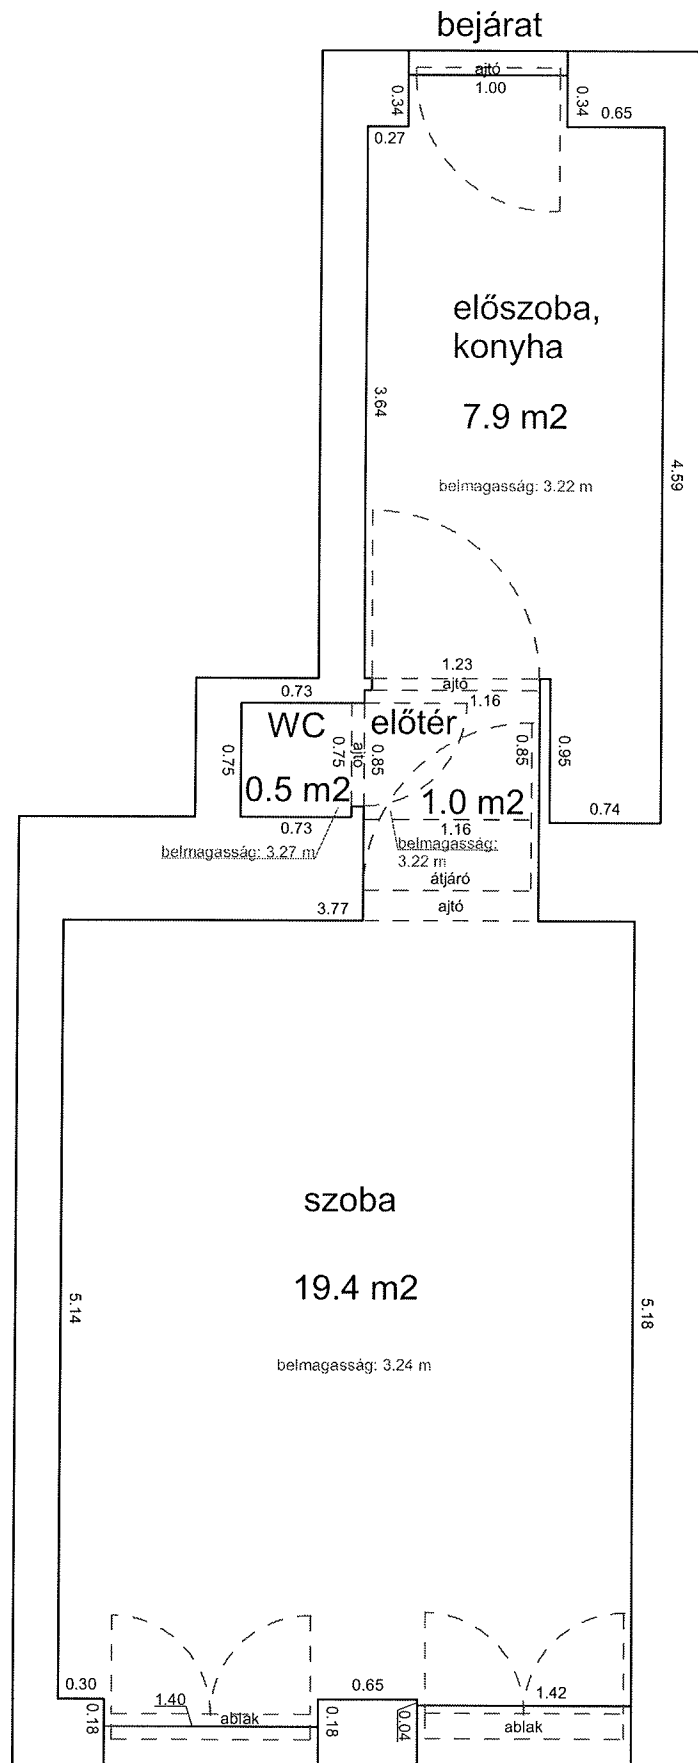 bejárat
ajtó
1.00
0.34
0.34
0.65
0.27
előszoba,
konyha
3.64
7.9 m2
4.59
belmagasság: 3.22 m
1.23
ajtó
0.73
1.16
WC
előtér
0.75
0.75
ajtó
0.85
0.85
0.95
0.5 m2
1.0 m2
0.74
0.73
1.16
belmagasság: 3.27 m
belmagasság:
3.22 m
átjáró
3.77
ajtó
szoba
19.4 m2
5.14
5.18
belmagasság: 3.24 m
0.30
0.65
1.40
1.42
0.18
ablak
0.18
0.04
ablak